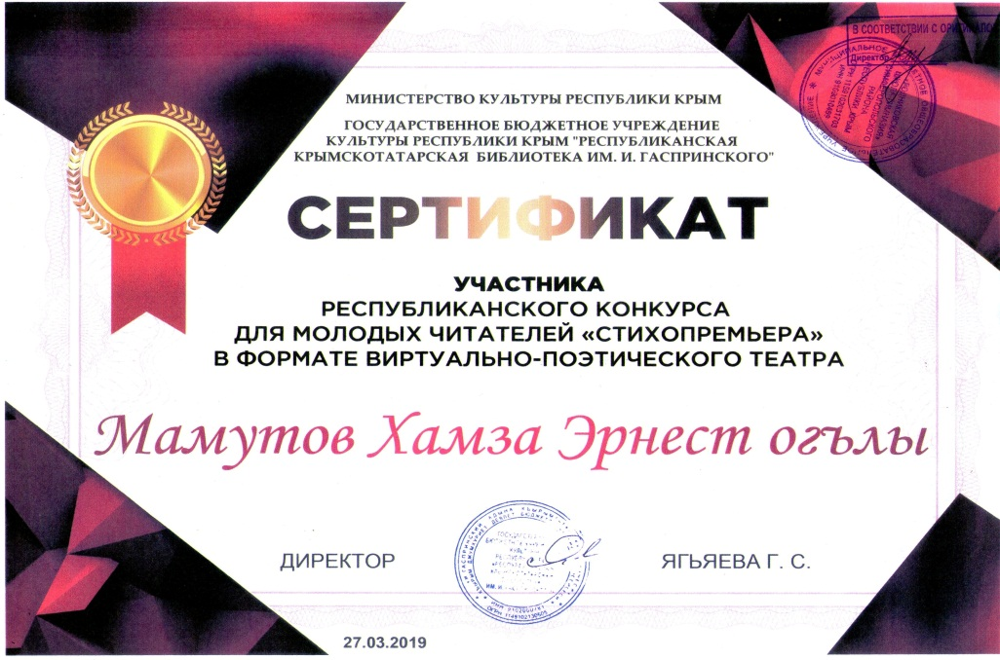 В СООТВЕТСТВИИ С ОРИГИНАЛОМ
Директор
МИНИСТЕРСТВО КУЛЬТУРЫ РЕСПУБЛИКИ КРЫМ
ГОСУДАРСТВЕННОЕ БЮДЖЕТНОЕ УЧРЕЖДЕНИЕ
КУЛЬТУРЫ РЕСПУБЛИКИ КРЫМ "РЕСПУБЛИКАНСКАЯ
КРЫМСКОТАТАРСКАЯ БИБЛИОТЕКА ИМ. И. ГАСПРИНСКОГО"
СЕРТИФИКАТ
УЧАСТНИКА
РЕСПУБЛИКАНСКОГО КОНКУРСА
ДЛЯ МОЛОДЫХ ЧИТАТЕЛЕЙ «СТИХОПРЕМЬЕРА»
В ФОРМАТЕ ВИРТУАЛЬНО-ПОЭТИЧЕСКОГО ТЕАТРА
Мамутов Хамза Эрнест огълы
ДИРЕКТОР
ЯГЬЯЕВА Г. С.
27.03.2019